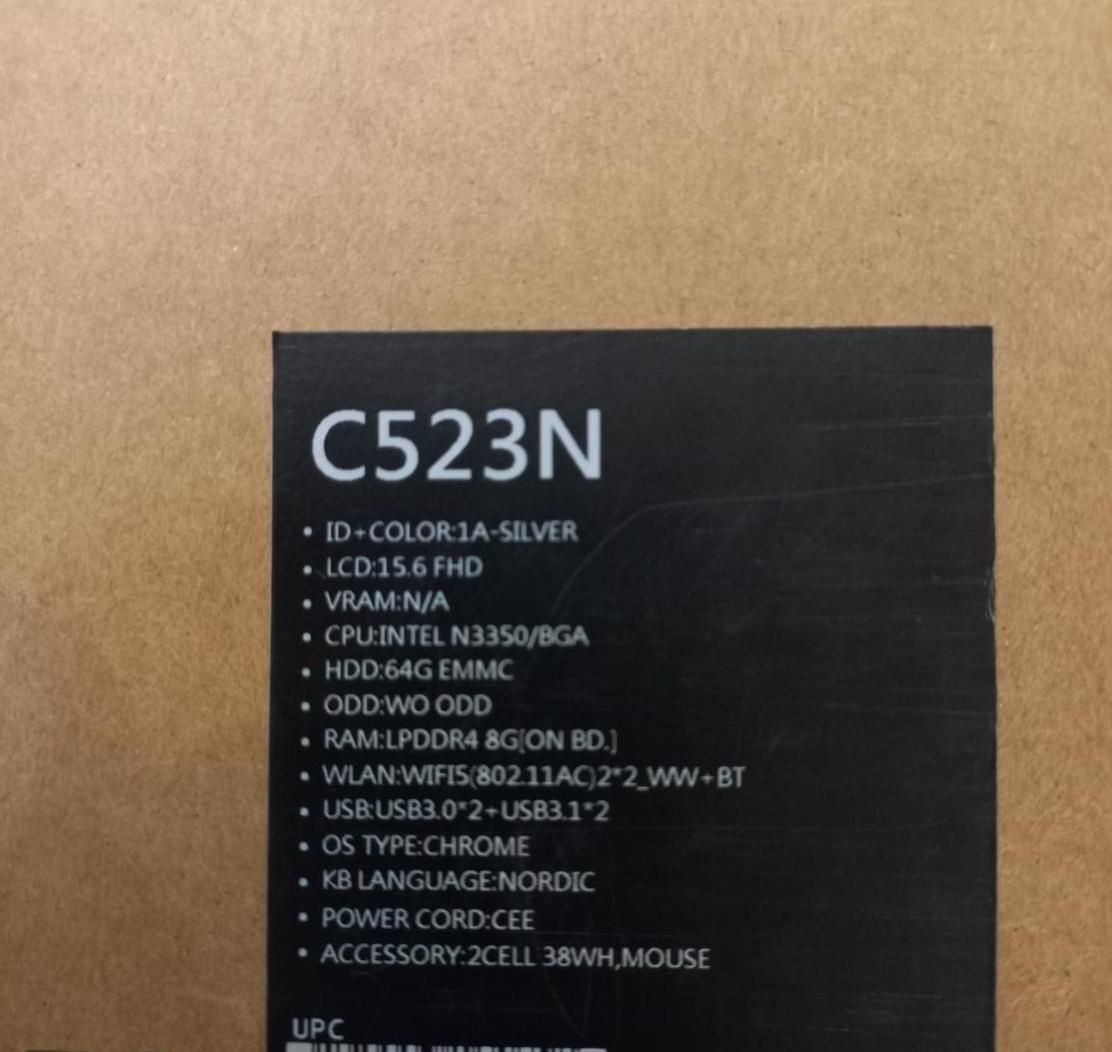 C523N
• ID+COLOR:1A-SILVER
• LCD:15.6 FHD
• VRAM:N/A
• CPU:INTEL N3350/BGA
• HDD:64G EMMC
• ODD:WO ODD
• RAM:LPDDR4 8G[ON BD.]
• WLAN:WIFI5(802.11AC)2*2_WW+BT
• USB:USB3.0*2+USB3.1*2
• OS TYPE:CHROME
• KB LANGUAGE:NORDIC
• POWER CORD:CEE
• ACCESSORY:2CELL 38WH,MOUSE
UPC